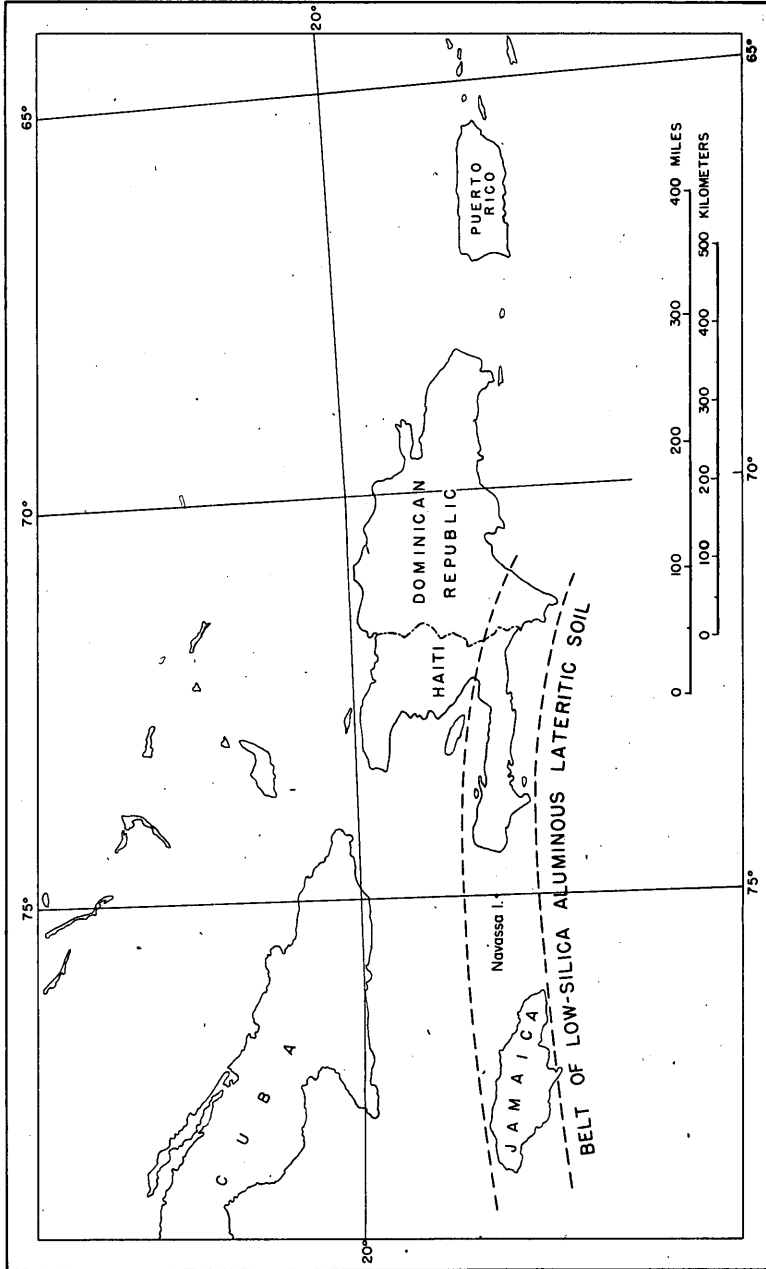 75°
70°
65°
20°
20°
CUBA
HAITI
DOMINICAN
REPUBLIC
PUERTO
RICO
Navassa I.
JAMAICA
BELT OF LOW-SILICA ALUMINOUS LATERITIC SOIL
0 100 200 300 400 MILES
0 100 200 300 400 500 KILOMETERS
75°
70°
65°